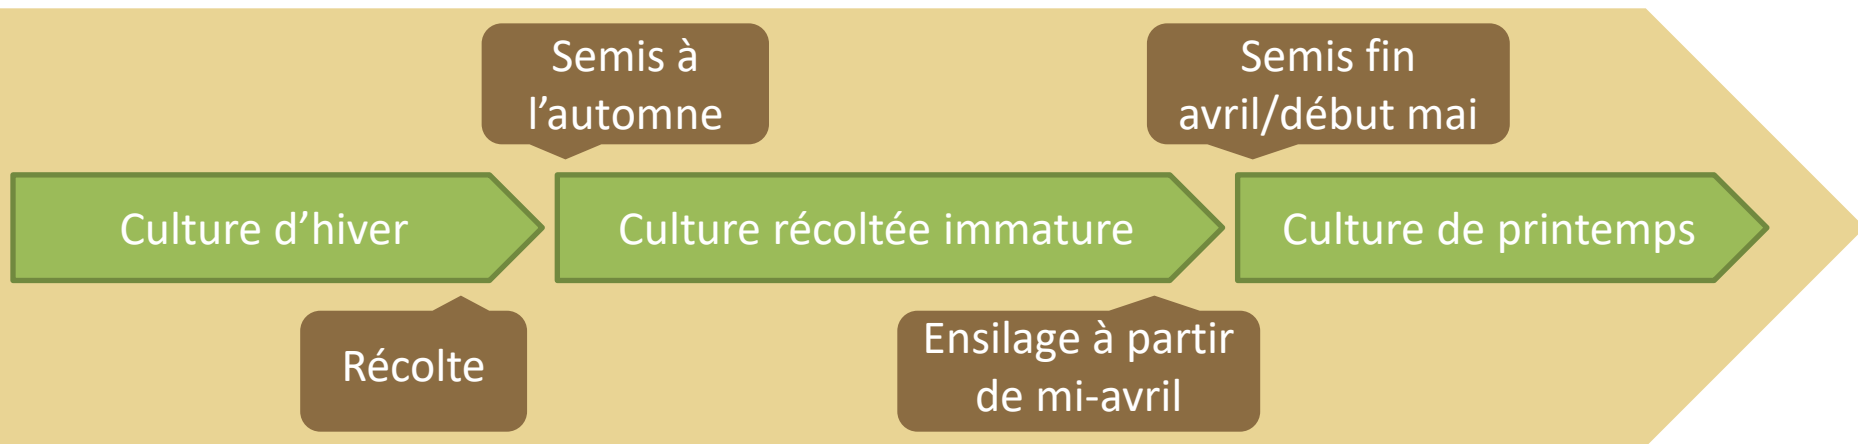 Semis à
l’automne
Semis fin
avril/début mai
Culture d’hiver
Culture récoltée immature
Culture de printemps
Récolte
Ensilage à partir
de mi-avril